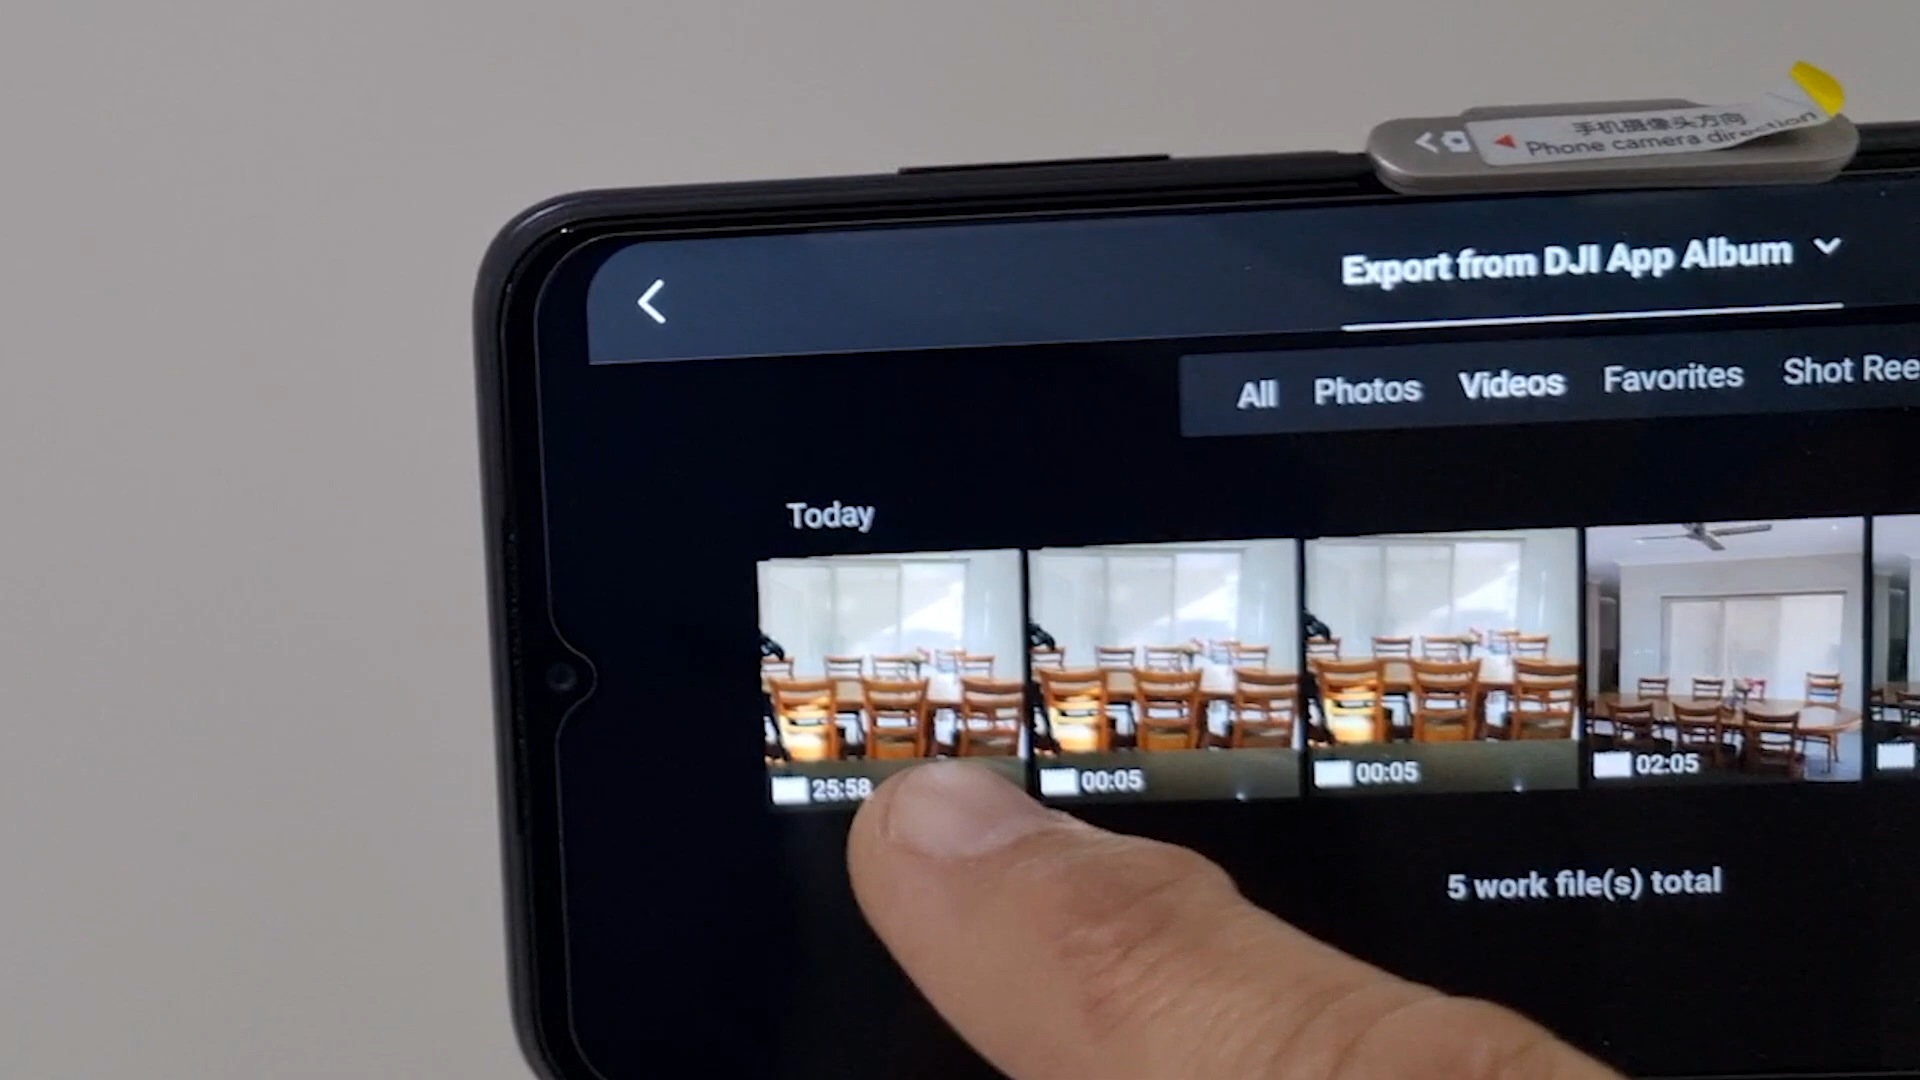 手机摄像头方向
Phone camera direction
Export from DJI App Album
All Photos Videos Favorites Shot Ree
Today
25:58 00:05 00:05 02:05
5 work file(s) total